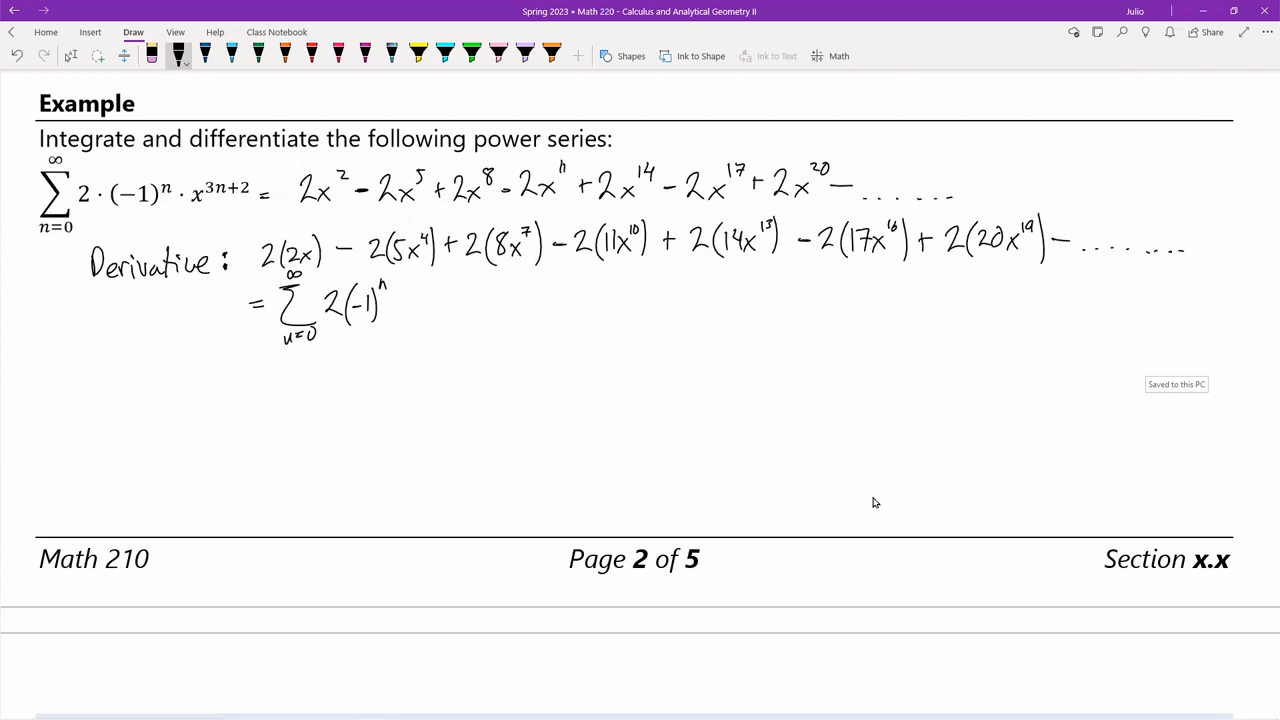 Spring 2023 » Math 220 - Calculus and Analytical Geometry II
Julio
Home Insert Draw View Help Class Notebook
Share
Shapes Ink to Shape Ink to Text Math
Example
Integrate and differentiate the following power series:
∑_{n=0}^{∞} 2 · (−1)^n · x^{3n+2} = 2x^2 − 2x^5 + 2x^8 − 2x^{11} + 2x^{14} − 2x^{17} + 2x^{20} − .......
Derivative: 2(2x) − 2(5x^4) + 2(8x^7) − 2(11x^{10}) + 2(14x^{13}) − 2(17x^{16}) + 2(20x^{19}) − ........
= ∑_{n=0}^{∞} 2(−1)^n
Saved to this PC
Math 210 Page 2 of 5 Section x.x